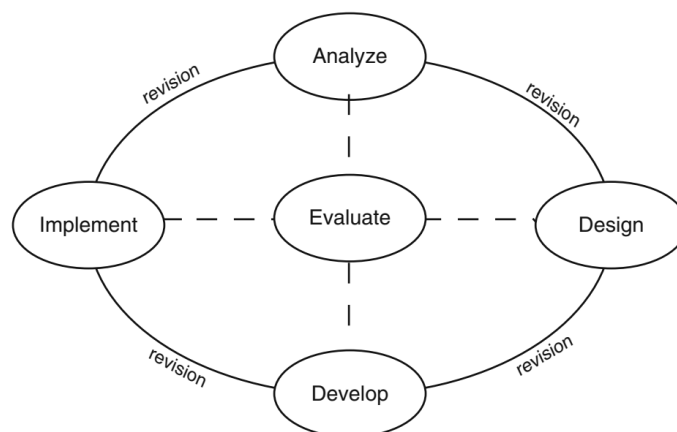 Analyze
revision
revision
Implement
Evaluate
Design
revision
revision
Develop